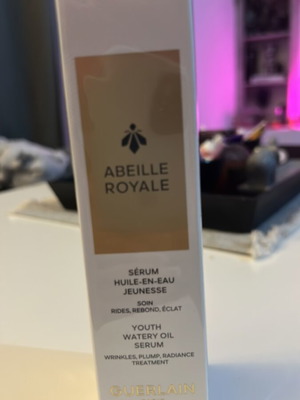 ABEILLE
ROYALE
SÉRUM
HUILE-EN-EAU
JEUNESSE
SOIN
RIDES, REBOND, ÉCLAT
YOUTH
WATERY OIL
SERUM
WRINKLES, PLUMP, RADIANCE
TREATMENT
GUERLAIN